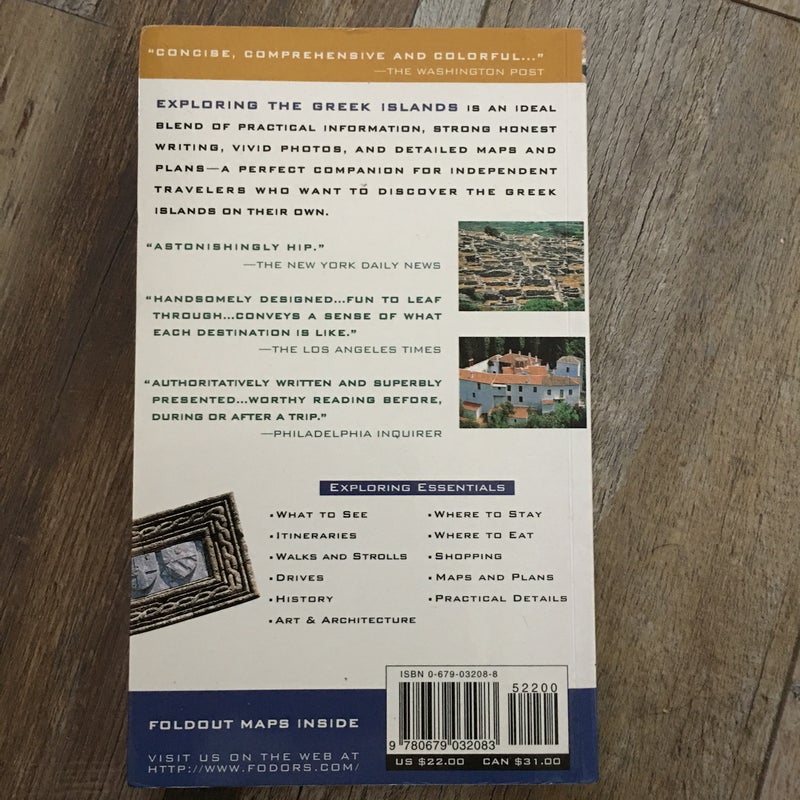 "CONCISE, COMPREHENSIVE AND COLORFUL..."
—THE WASHINGTON POST
EXPLORING THE GREEK ISLANDS IS AN IDEAL
BLEND OF PRACTICAL INFORMATION, STRONG HONEST
WRITING, VIVID PHOTOS, AND DETAILED MAPS AND
PLANS—A PERFECT COMPANION FOR INDEPENDENT
TRAVELERS WHO WANT TO DISCOVER THE GREEK
ISLANDS ON THEIR OWN.
"ASTONISHINGLY HIP."
—THE NEW YORK DAILY NEWS
"HANDSOMELY DESIGNED...FUN TO LEAF
THROUGH...CONVEYS A SENSE OF WHAT
EACH DESTINATION IS LIKE."
—THE LOS ANGELES TIMES
"AUTHORITATIVELY WRITTEN AND SUPERBLY
PRESENTED...WORTHY READING BEFORE,
DURING OR AFTER A TRIP."
—PHILADELPHIA INQUIRER
EXPLORING ESSENTIALS
• WHAT TO SEE
• ITINERARIES
• WALKS AND STROLLS
• DRIVES
• HISTORY
• ART & ARCHITECTURE
• WHERE TO STAY
• WHERE TO EAT
• SHOPPING
• MAPS AND PLANS
• PRACTICAL DETAILS
FOLDOUT MAPS INSIDE
VISIT US ON THE WEB AT
HTTP://WWW.FODORS.COM/
ISBN 0-679-03208-8
52200
9 780679 032083
US $22.00 CAN $31.00